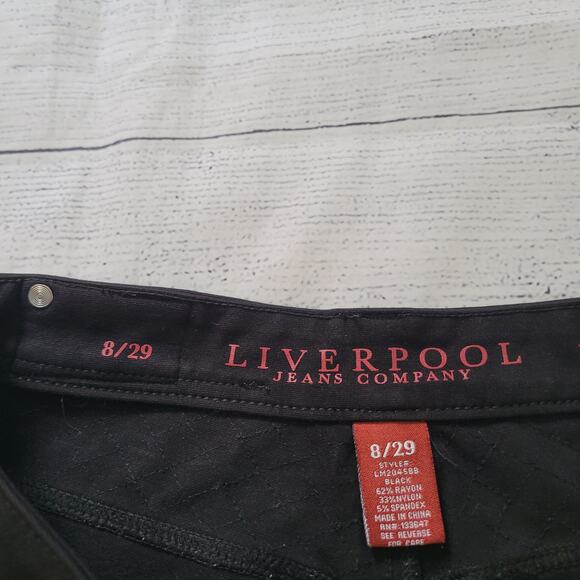 8/29
LIVERPOOL
JEANS COMPANY
8/29
STYLE#:
LM2045BB
BLACK
62% RAYON
33%NYLON
5% SPANDEX
MADE IN CHINA
RN#:133647
SEE REVERSE
FOR CARE